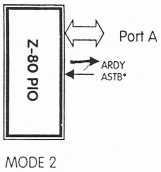 Z-80 PIO
Port A
ARDY
ASTB*
MODE 2